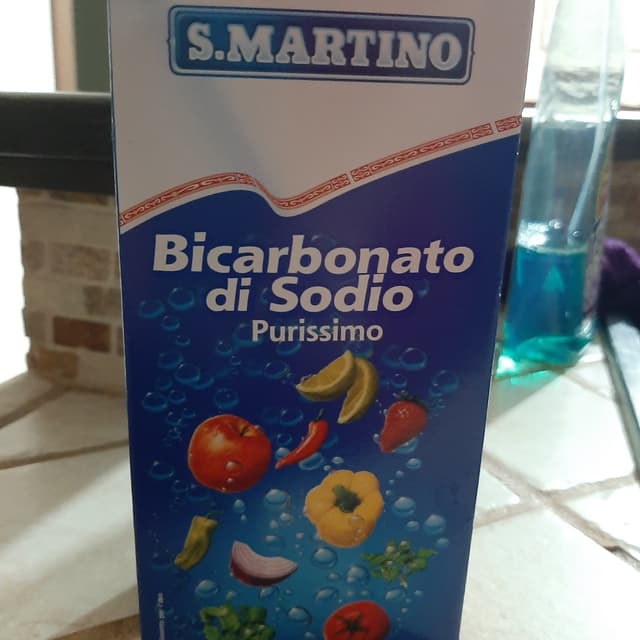 S.MARTINO
Bicarbonato
di Sodio
Purissimo